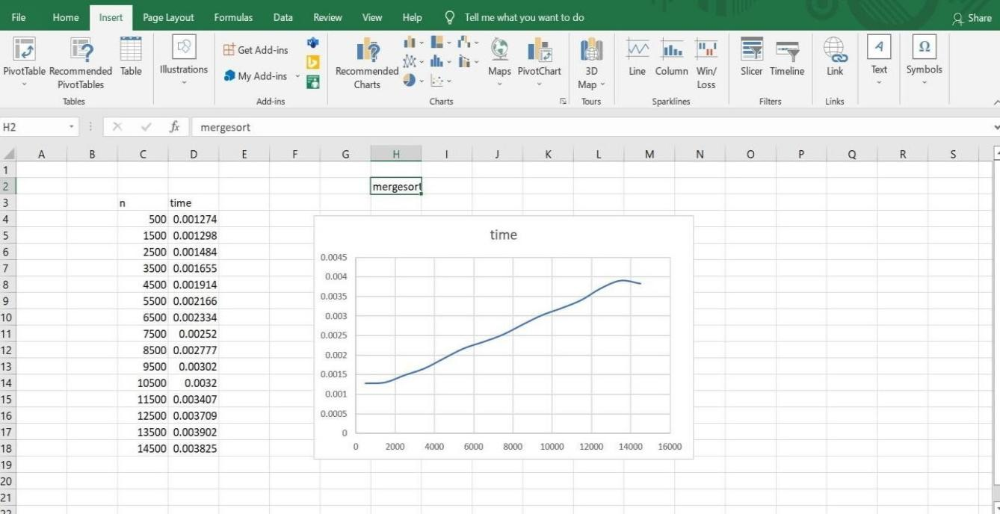 File Home Insert Page Layout Formulas Data Review View Help Tell me what you want to do Share
PivotTable Recommended PivotTables Table Illustrations Get Add-ins My Add-ins Recommended Charts Maps PivotChart 3D Map Line Column Win/Loss Slicer Timeline Link Text Symbols
Tables Add-ins Charts Tours Sparklines Filters Links
H2 fx mergesort
A B C D E F G H I J K L M N O P Q R S
1
2 mergesort
3 n time
4 500 0.001274
5 1500 0.001298
6 2500 0.001484
7 3500 0.001655
8 4500 0.001914
9 5500 0.002166
10 6500 0.002334
11 7500 0.00252
12 8500 0.002777
13 9500 0.00302
14 10500 0.0032
15 11500 0.003407
16 12500 0.003709
17 13500 0.003902
18 14500 0.003825
19
20
21
22
time
0.0045
0.004
0.0035
0.003
0.0025
0.002
0.0015
0.001
0.0005
0
0 2000 4000 6000 8000 10000 12000 14000 16000